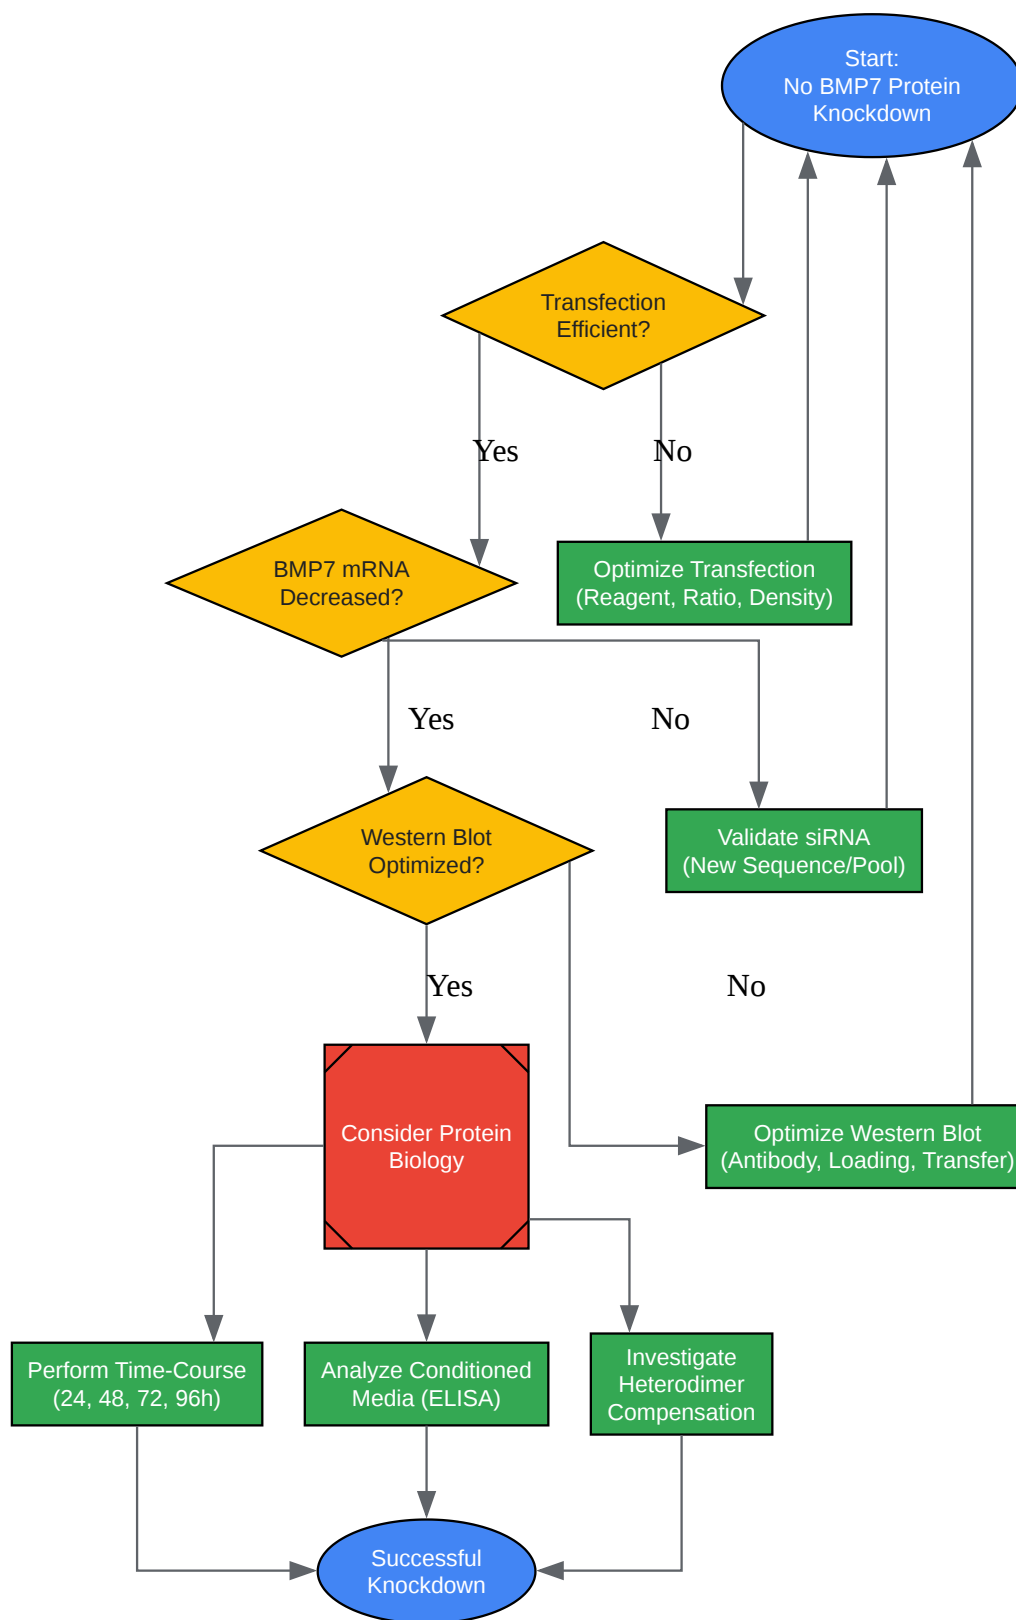 Start:
No BMP7 Protein
Knockdown
Transfection
Efficient?
Yes
No
BMP7 mRNA
Decreased?
Optimize Transfection
(Reagent, Ratio, Density)
Yes
No
Western Blot
Optimized?
Validate siRNA
(New Sequence/Pool)
Yes
No
Consider Protein
Biology
Optimize Western Blot
(Antibody, Loading, Transfer)
Perform Time-Course
(24, 48, 72, 96h)
Analyze Conditioned
Media (ELISA)
Investigate
Heterodimer
Compensation
Successful
Knockdown